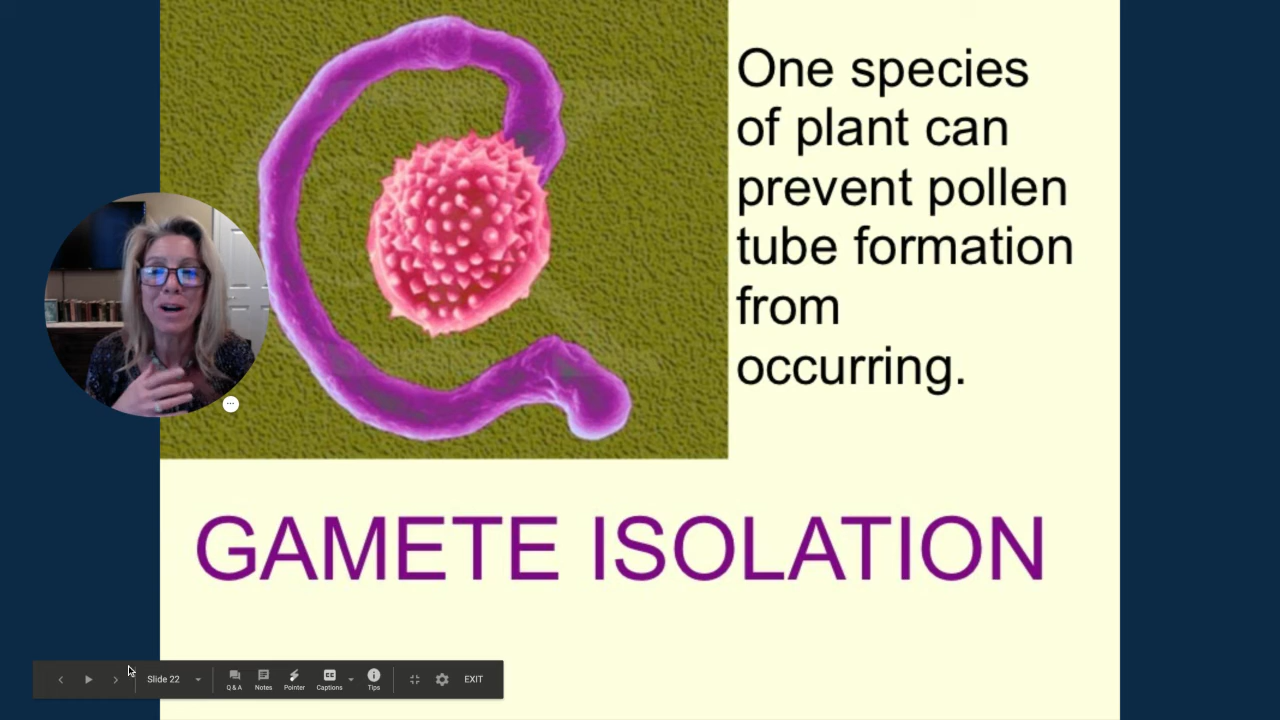 One species
of plant can
prevent pollen
tube formation
from
occurring.
GAMETE ISOLATION
Slide 22
Q & A
Notes
Pointer
CC
Captions
Tips
EXIT